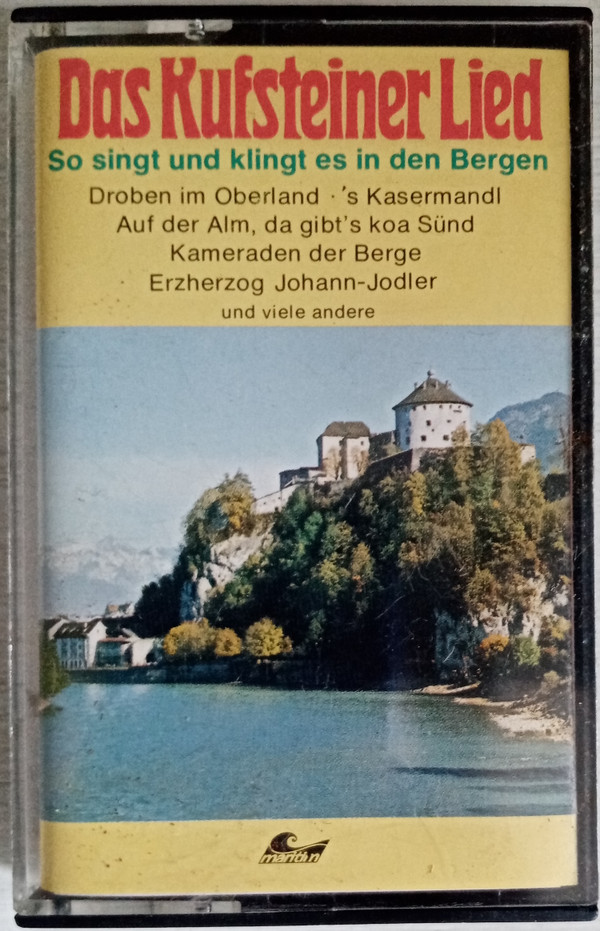 Das Kufsteiner Lied
So singt und klingt es in den Bergen
Droben im Oberland · 's Kasermandl
Auf der Alm, da gibt's koa Sünd
Kameraden der Berge
Erzherzog Johann-Jodler
und viele andere